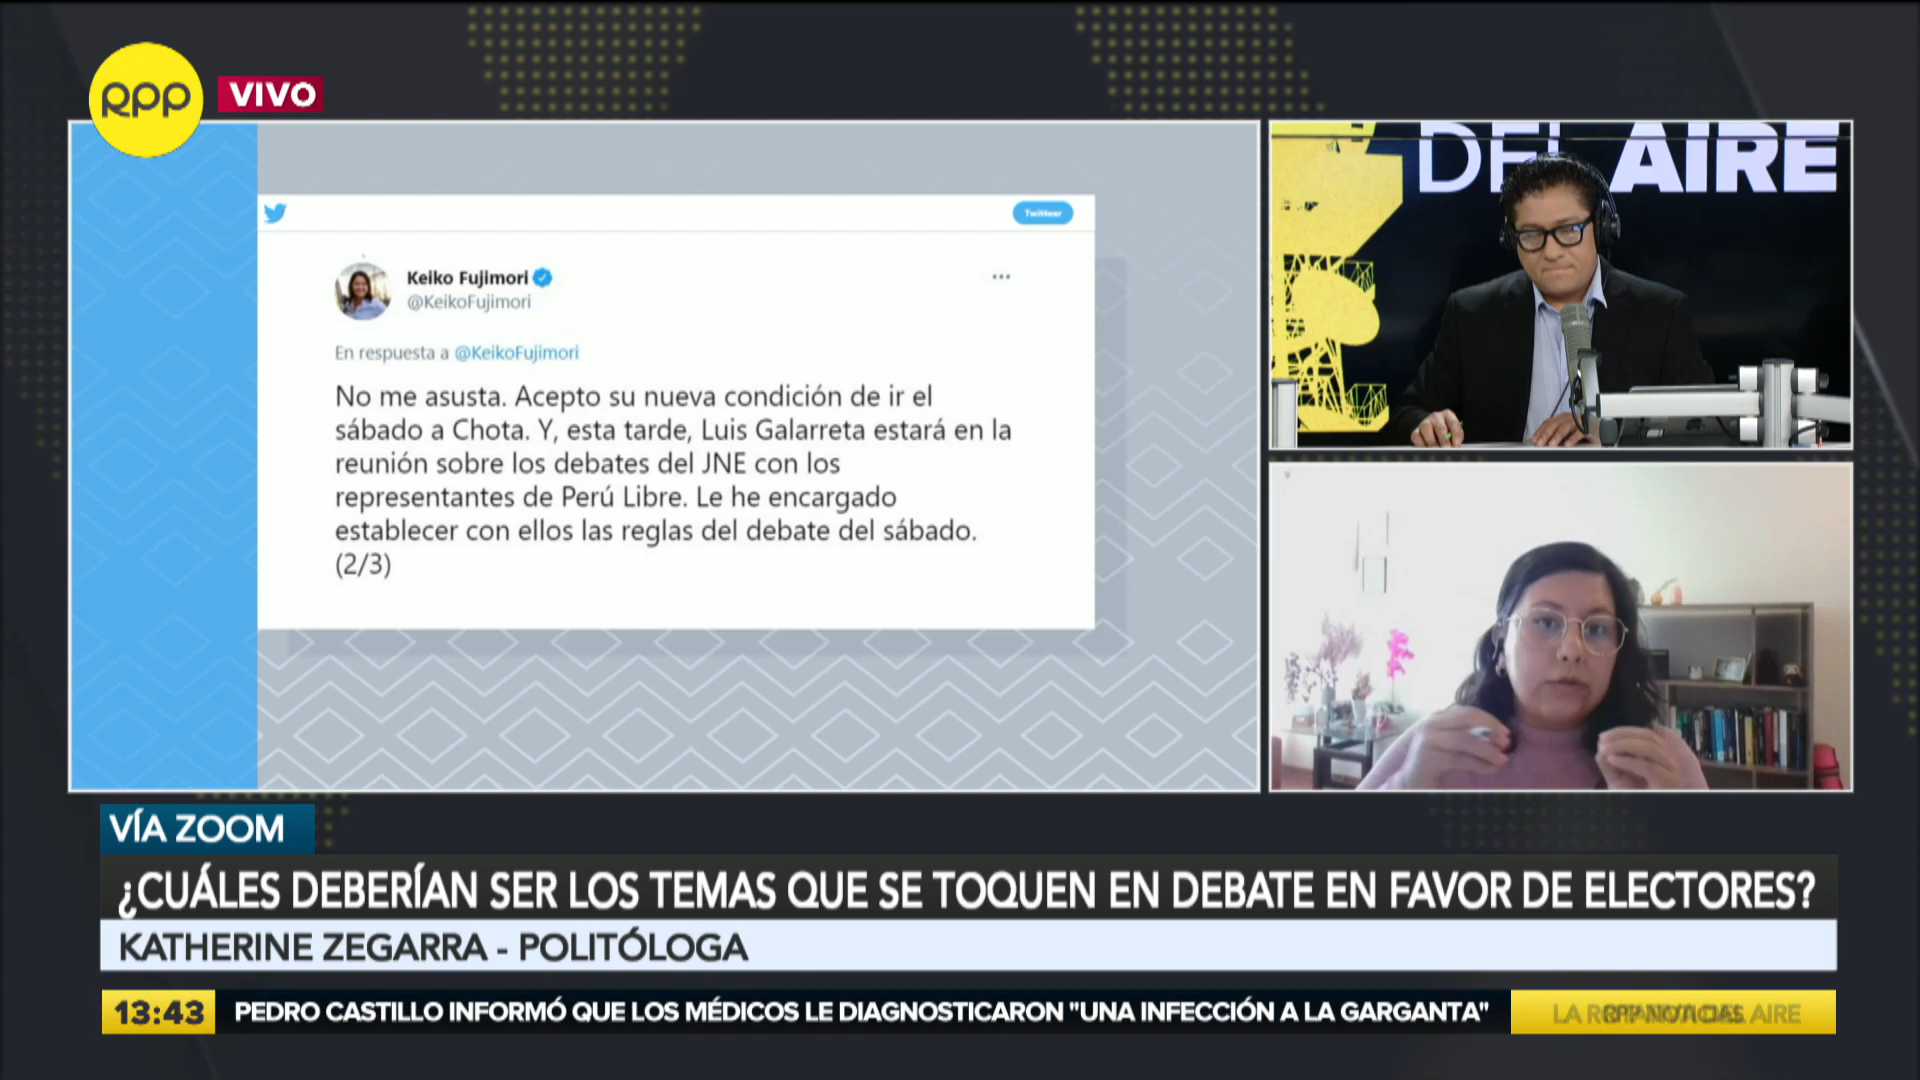 RPP
VIVO
DEL AIRE
Twittear
Keiko Fujimori
@KeikoFujimori
En respuesta a @KeikoFujimori
No me asusta. Acepto su nueva condición de ir el
sábado a Chota. Y, esta tarde, Luis Galarreta estará en la
reunión sobre los debates del JNE con los
representantes de Perú Libre. Le he encargado
establecer con ellos las reglas del debate del sábado.
(2/3)
VÍA ZOOM
¿CUÁLES DEBERÍAN SER LOS TEMAS QUE SE TOQUEN EN DEBATE EN FAVOR DE ELECTORES?
KATHERINE ZEGARRA - POLITÓLOGA
13:43 PEDRO CASTILLO INFORMÓ QUE LOS MÉDICOS LE DIAGNOSTICARON "UNA INFECCIÓN A LA GARGANTA"